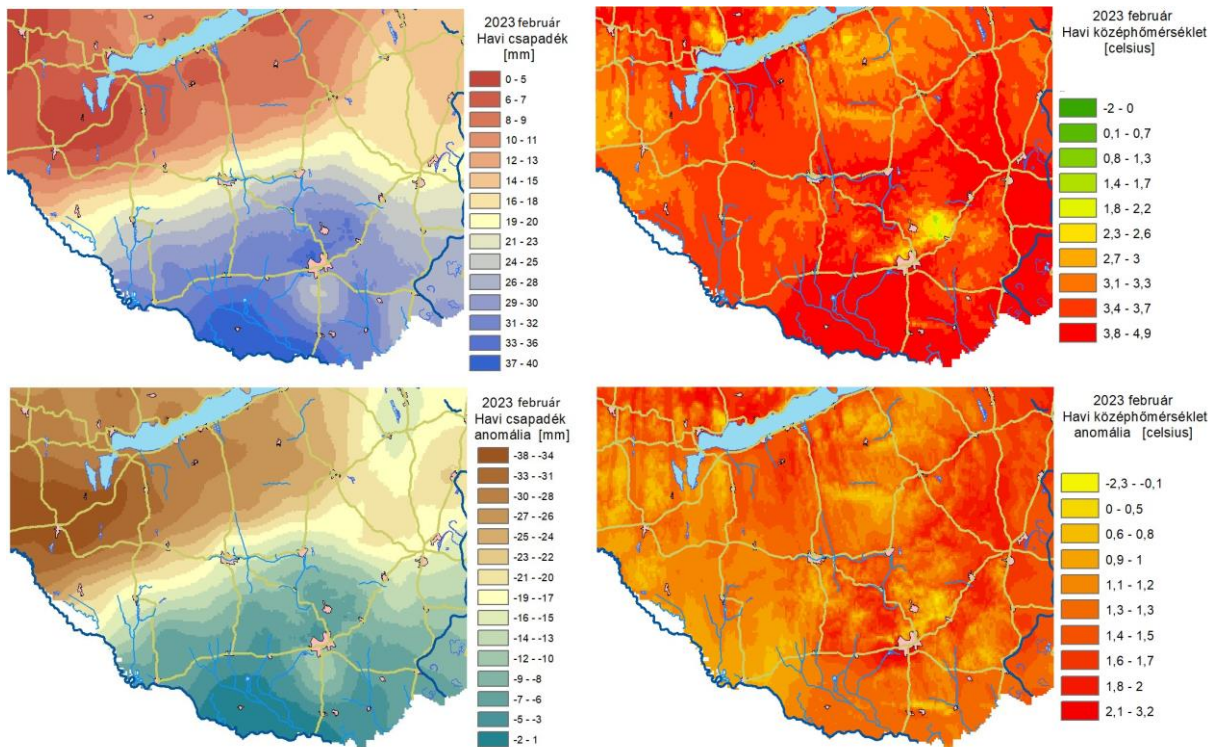 2023 február
Havi csapadék
[mm]
0 - 5
6 - 7
8 - 9
10 - 11
12 - 13
14 - 15
16 - 18
19 - 20
21 - 23
24 - 25
26 - 28
29 - 30
31 - 32
33 - 36
37 - 40
2023 február
Havi középhőmérséklet
[celsius]
-2 - 0
0,1 - 0,7
0,8 - 1,3
1,4 - 1,7
1,8 - 2,2
2,3 - 2,6
2,7 - 3
3,1 - 3,3
3,4 - 3,7
3,8 - 4,9
2023 február
Havi csapadék
anomália [mm]
-38 - -34
-33 - -31
-30 - -28
-27 - -26
-25 - -24
-23 - -22
-21 - -20
-19 - -17
-16 - -15
-14 - -13
-12 - -10
-9 - -8
-7 - -6
-5 - -3
-2 - 1
2023 február
Havi középhőmérséklet
anomália [celsius]
-2,3 - -0,1
0 - 0,5
0,6 - 0,8
0,9 - 1
1,1 - 1,2
1,3 - 1,3
1,4 - 1,5
1,6 - 1,7
1,8 - 2
2,1 - 3,2